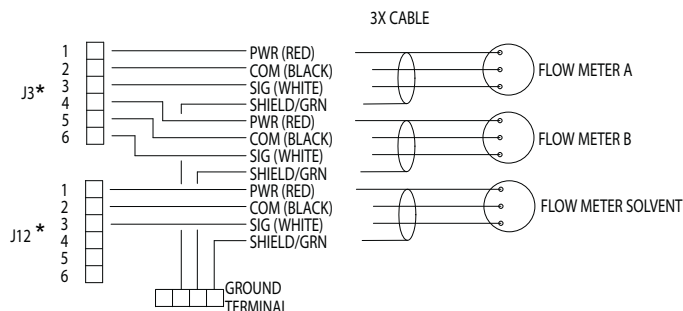 3X CABLE
1
2
3
4
5
6
J3*
PWR (RED)
COM (BLACK)
SIG (WHITE)
SHIELD/GRN
PWR (RED)
COM (BLACK)
SIG (WHITE)
SHIELD/GRN
FLOW METER A
FLOW METER B
1
2
3
4
5
6
J12 *
PWR (RED)
COM (BLACK)
SIG (WHITE)
SHIELD/GRN
FLOW METER SOLVENT
GROUND
TERMINAL